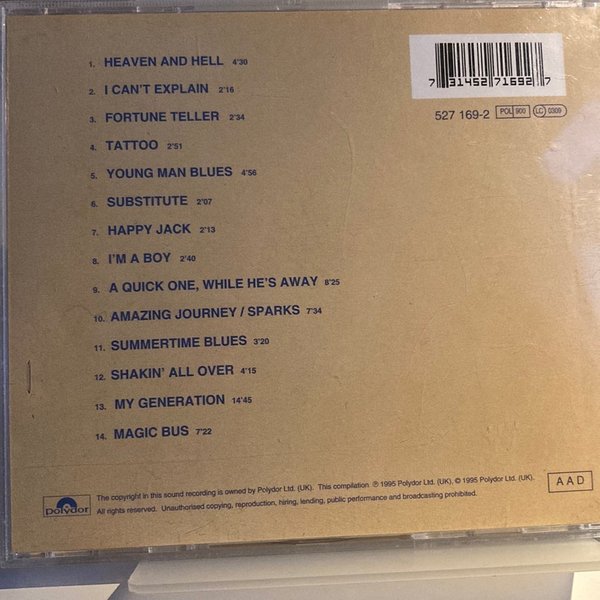 1. HEAVEN AND HELL 4'30
2. I CAN'T EXPLAIN 2'16
3. FORTUNE TELLER 2'34
4. TATTOO 2'51
5. YOUNG MAN BLUES 4'56
6. SUBSTITUTE 2'07
7. HAPPY JACK 2'13
8. I'M A BOY 2'40
9. A QUICK ONE, WHILE HE'S AWAY 8'25
10. AMAZING JOURNEY / SPARKS 7'34
11. SUMMERTIME BLUES 3'20
12. SHAKIN' ALL OVER 4'15
13. MY GENERATION 14'45
14. MAGIC BUS 7'22
7 31452 71692 7
527 169-2 POL 900 LC 0309
polydor
The copyright in this sound recording is owned by Polydor Ltd. (UK). This compilation ℗ 1995 Polydor Ltd. (UK). © 1995 Polydor Ltd. (UK).
All rights reserved. Unauthorised copying, reproduction, hiring, lending, public performance and broadcasting prohibited.
AAD